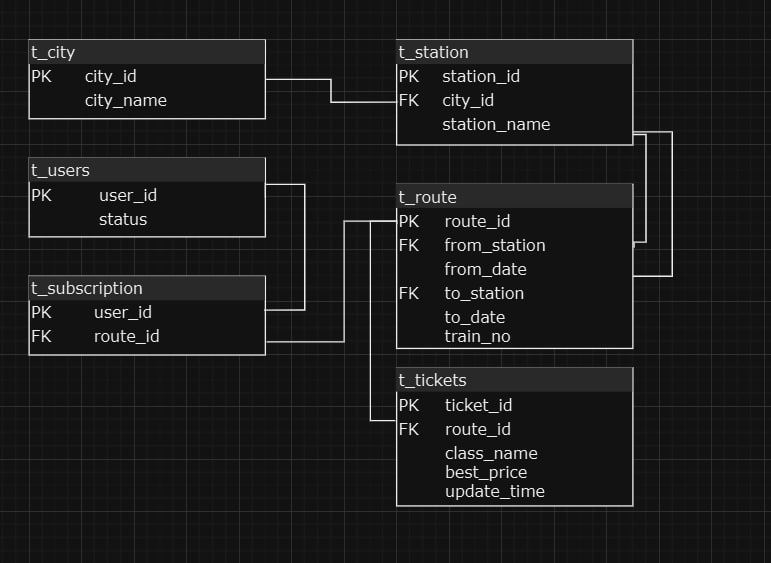 t_city
PK city_id
city_name
t_users
PK user_id
status
t_subscription
PK user_id
FK route_id
t_station
PK station_id
FK city_id
station_name
t_route
PK route_id
FK from_station
from_date
FK to_station
to_date
train_no
t_tickets
PK ticket_id
FK route_id
class_name
best_price
update_time